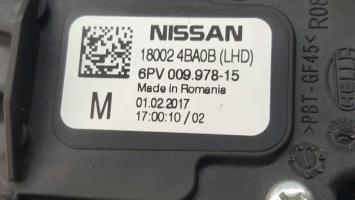 NISSAN
18002 4BA0B (LHD)
6PV 009.978-15
Made in Romania
M
01.02.2017
17:00:10 / 02
>PBT-GF45<
HELLA